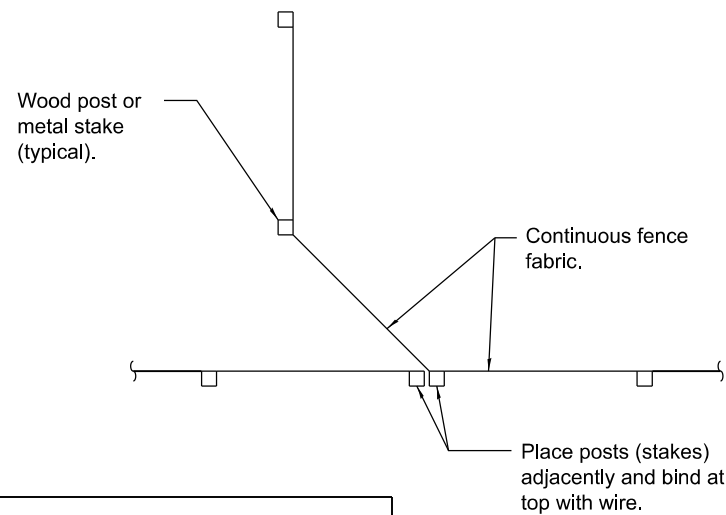 Wood post or
metal stake
(typical).
Continuous fence
fabric.
Place posts (stakes)
adjacently and bind at
top with wire.